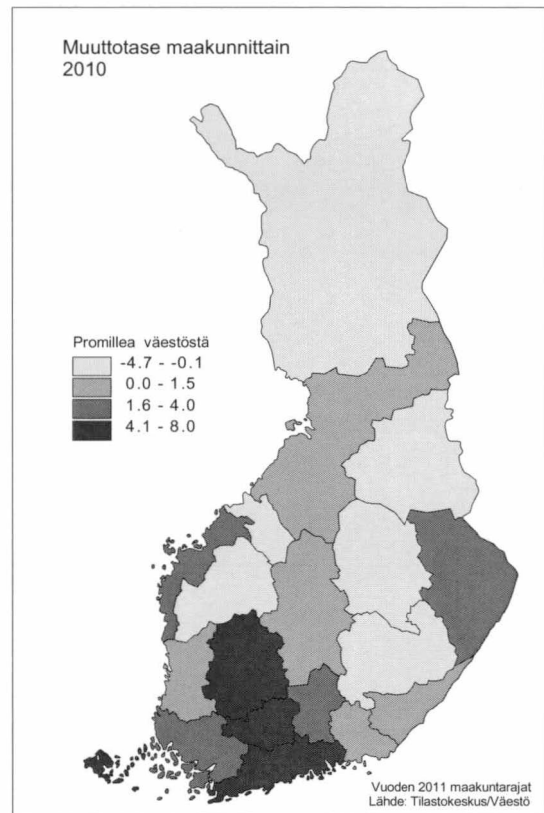 Muuttotase maakunnittain
2010
Promillea väestöstä
-4.7 - -0.1
0.0 - 1.5
1.6 - 4.0
4.1 - 8.0
Vuoden 2011 maakuntarajat
Lähde: Tilastokeskus/Väestö